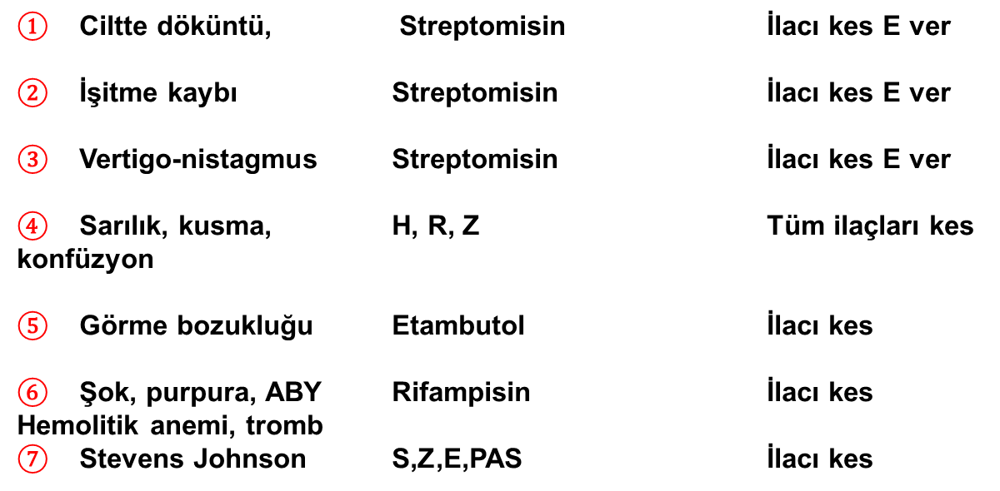 ① Ciltte döküntü, Streptomisin İlacı kes E ver
② İşitme kaybı Streptomisin İlacı kes E ver
③ Vertigo-nistagmus Streptomisin İlacı kes E ver
④ Sarılık, kusma, H, R, Z Tüm ilaçları kes
konfüzyon
⑤ Görme bozukluğu Etambutol İlacı kes
⑥ Şok, purpura, ABY Rifampisin İlacı kes
Hemolitik anemi, tromb
⑦ Stevens Johnson S,Z,E,PAS İlacı kes